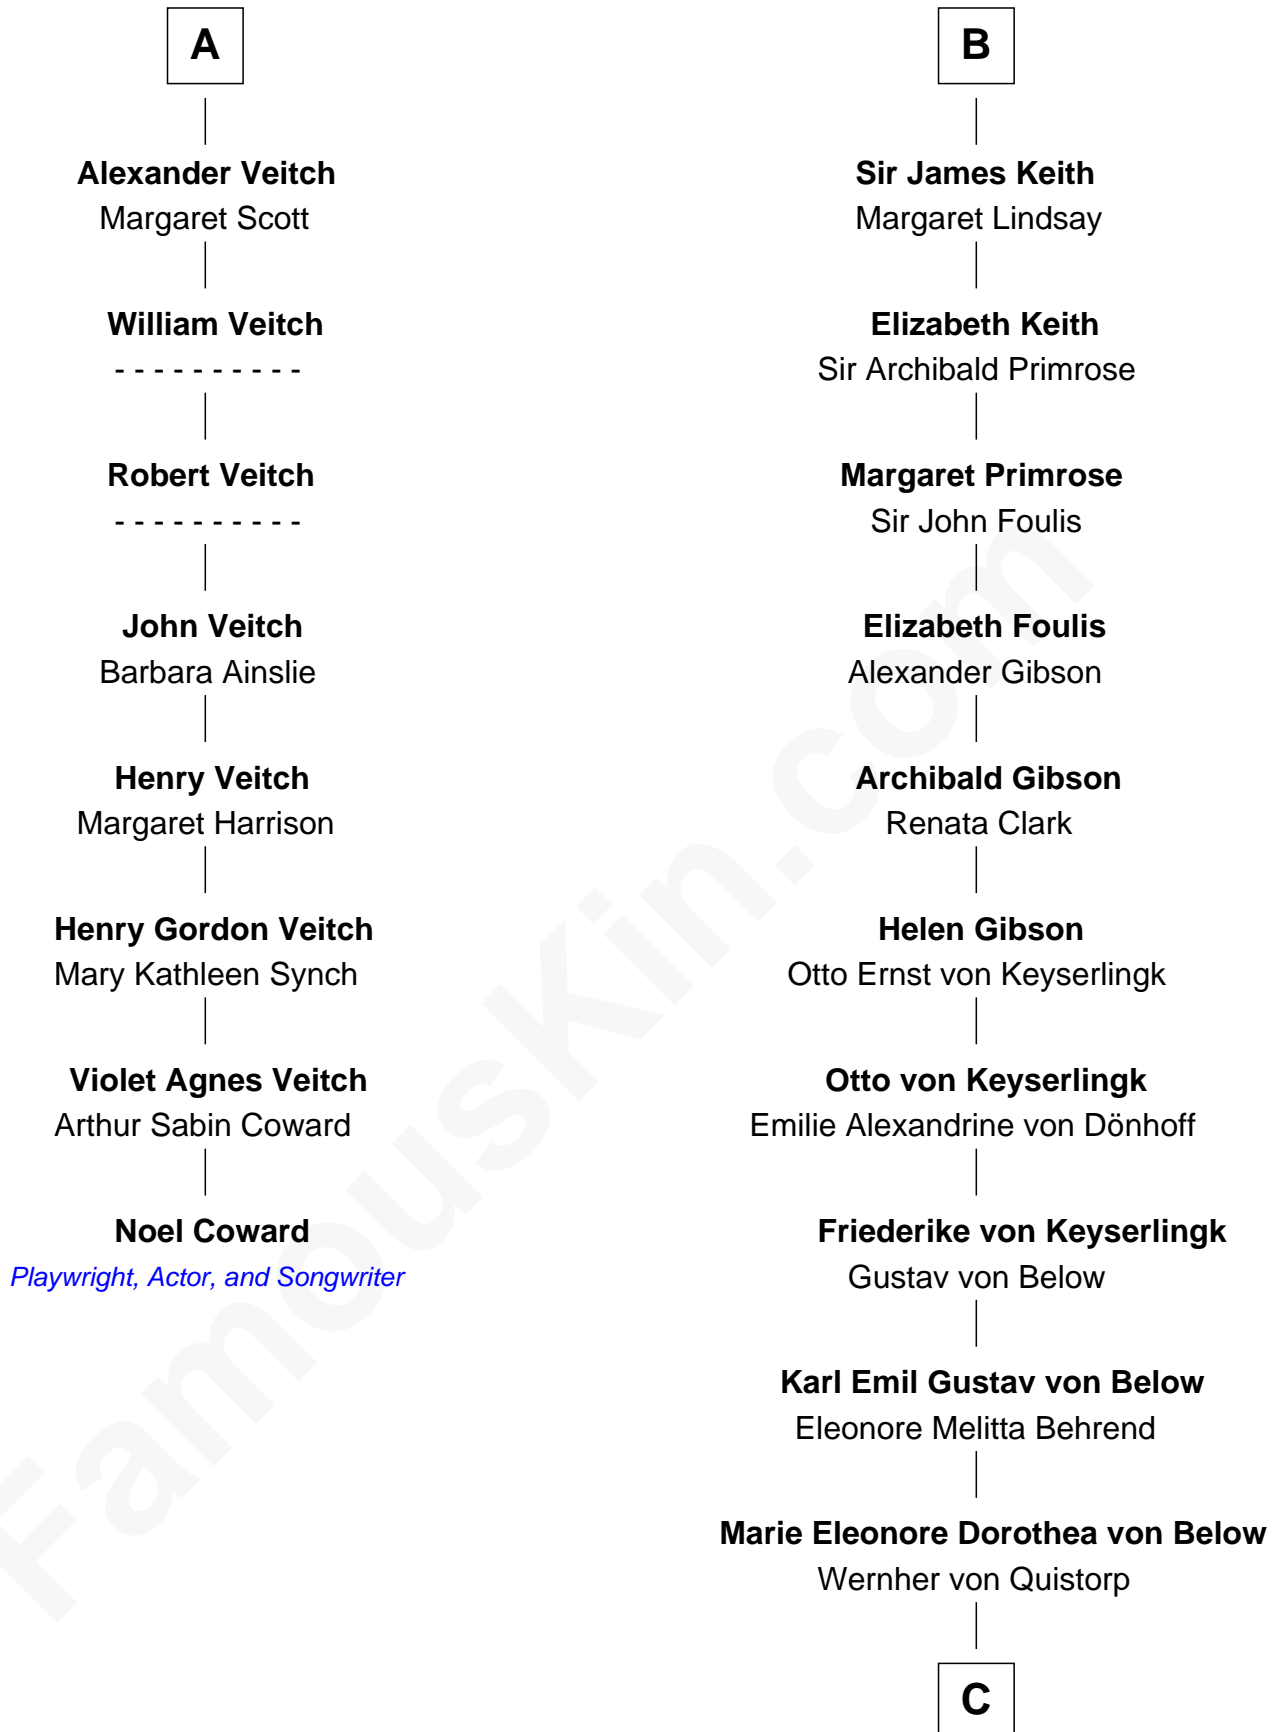 A
Alexander Veitch
Margaret Scott
William Veitch
- - - - - - - - - -
Robert Veitch
- - - - - - - - - -
John Veitch
Barbara Ainslie
Henry Veitch
Margaret Harrison
Henry Gordon Veitch
Mary Kathleen Synch
Violet Agnes Veitch
Arthur Sabin Coward
Noel Coward
Playwright, Actor, and Songwriter
B
Sir James Keith
Margaret Lindsay
Elizabeth Keith
Sir Archibald Primrose
Margaret Primrose
Sir John Foulis
Elizabeth Foulis
Alexander Gibson
Archibald Gibson
Renata Clark
Helen Gibson
Otto Ernst von Keyserlingk
Otto von Keyserlingk
Emilie Alexandrine von Dönhoff
Friederike von Keyserlingk
Gustav von Below
Karl Emil Gustav von Below
Eleonore Melitta Behrend
Marie Eleonore Dorothea von Below
Wernher von Quistorp
C
FamousKin.com